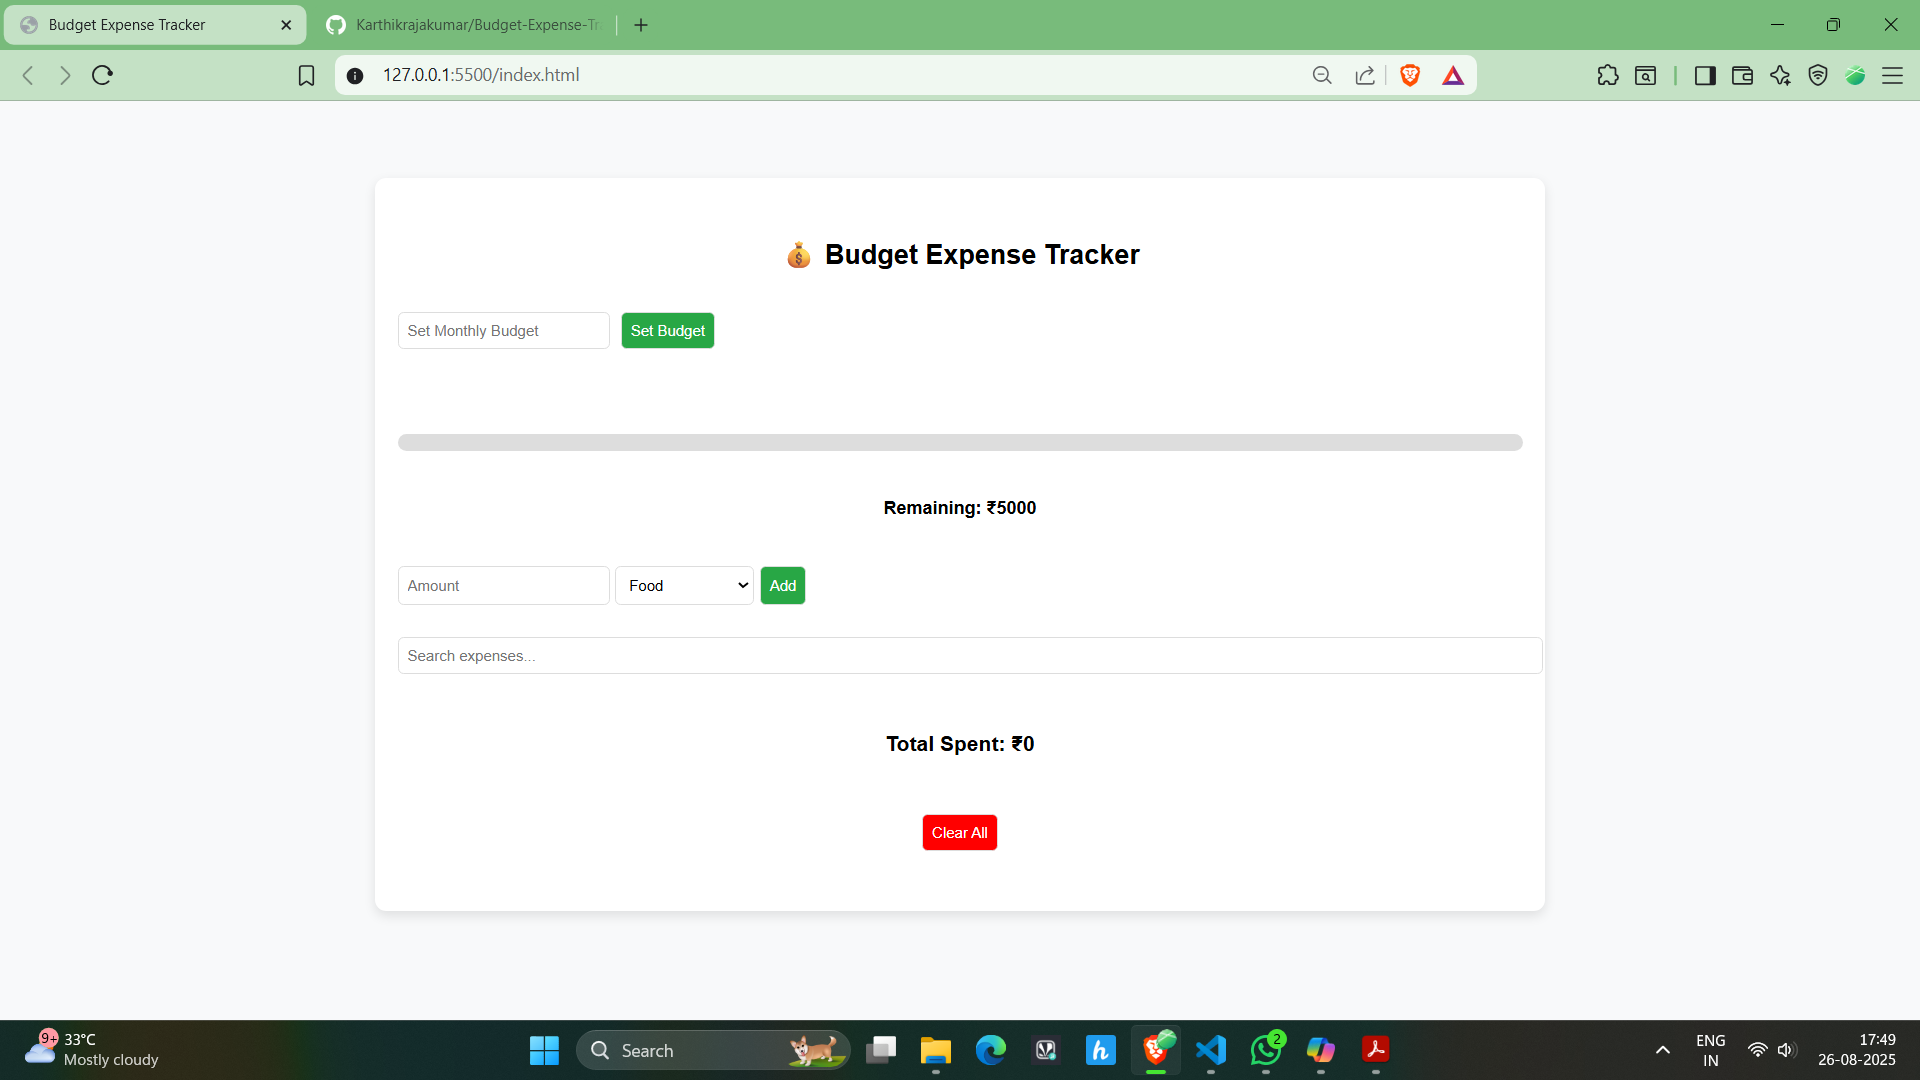 Budget Expense Tracker
Karthikrajakumar/Budget-Expense-Tr
127.0.0.1:5500/index.html
Budget Expense Tracker
Set Monthly Budget
Set Budget
Remaining: ₹5000
Amount
Food
Add
Search expenses...
Total Spent: ₹0
Clear All
9+
33°C
Mostly cloudy
Search
2
ENG
IN
17:49
26-08-2025